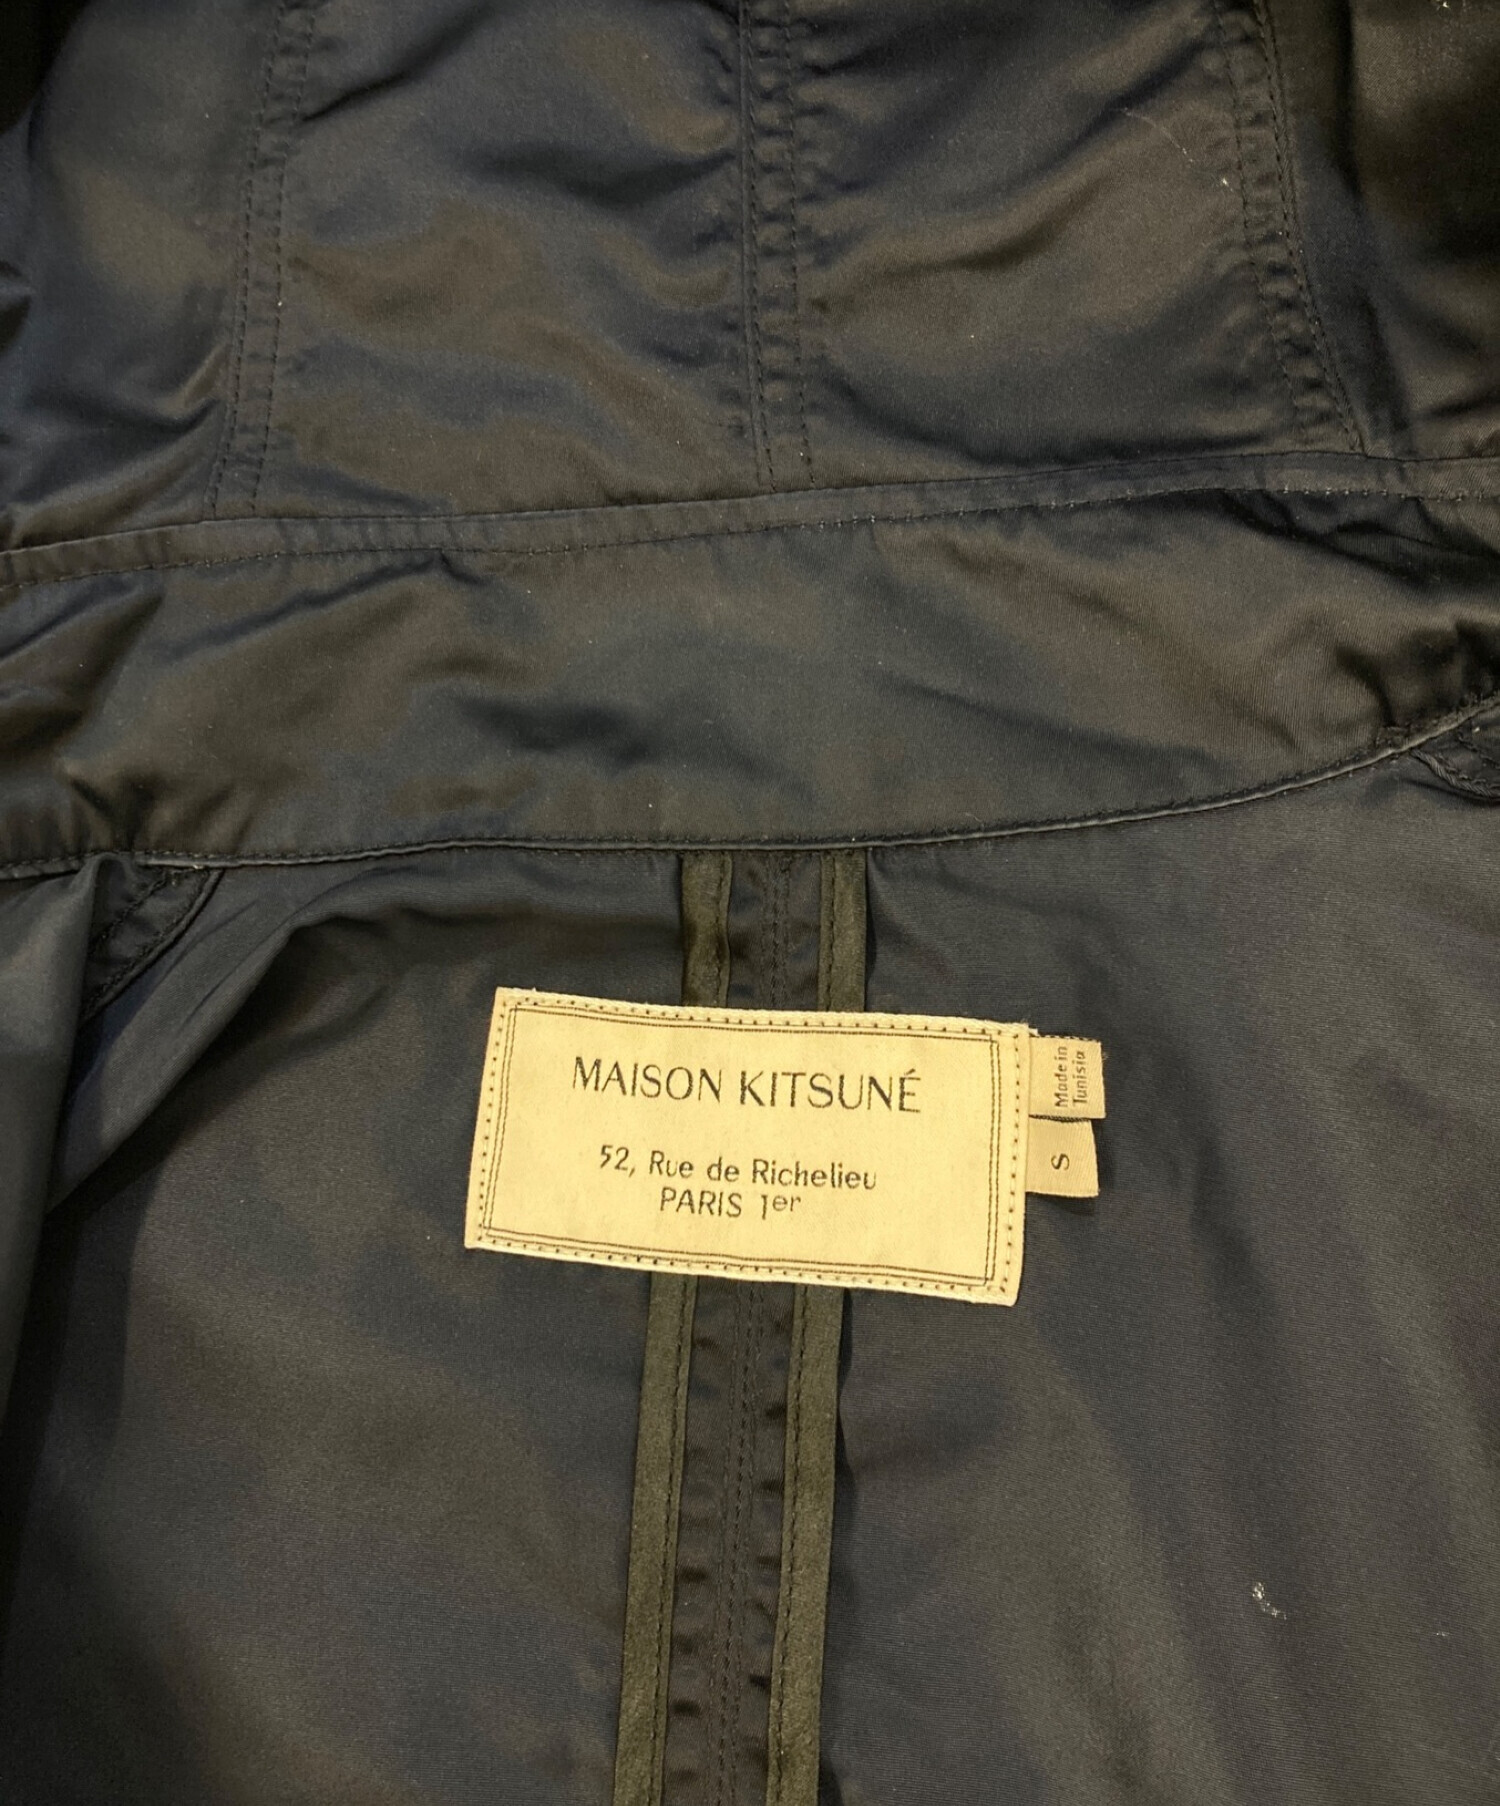 MAISON KITSUNÉ
52, Rue de Richelieu
PARIS 1er
Made in
Tunisia
S